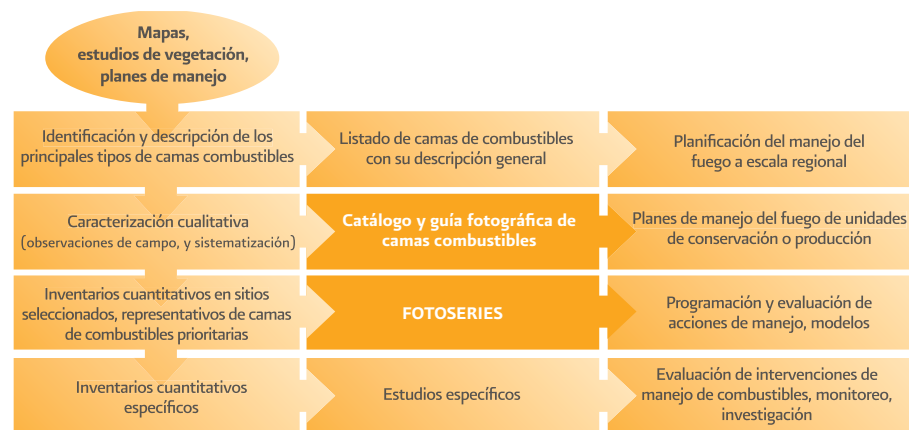 Mapas,
estudios de vegetación,
planes de manejo
Identificación y descripción de los
principales tipos de camas combustibles
Listado de camas de combustibles
con su descripción general
Planificación del manejo del
fuego a escala regional
Caracterización cualitativa
(observaciones de campo, y sistematización)
Catálogo y guía fotográfica de
camas combustibles
Planes de manejo del fuego de unidades
de conservación o producción
Inventarios cuantitativos en sitios
seleccionados, representativos de camas
de combustibles prioritarias
FOTOSERIES
Programación y evaluación de
acciones de manejo, modelos
Inventarios cuantitativos
específicos
Estudios específicos
Evaluación de intervenciones de
manejo de combustibles, monitoreo,
investigación